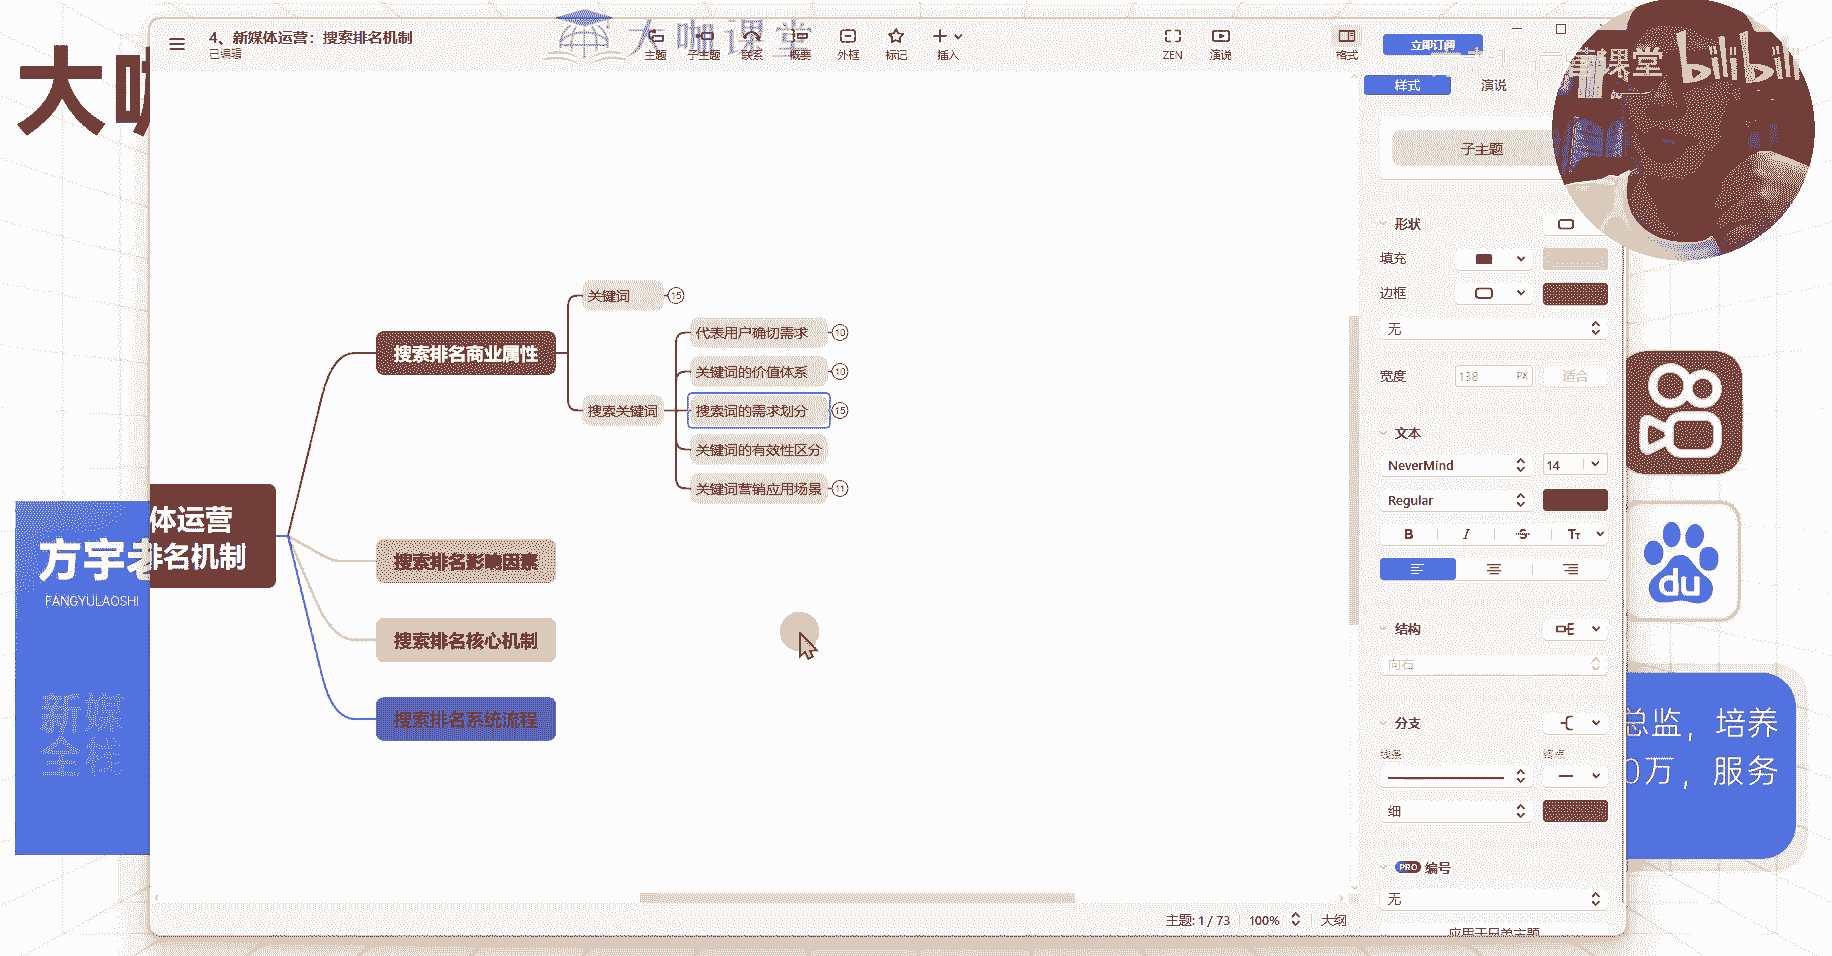 大咖课堂
bilibili
4、新媒体运营：搜索排名机制
已编辑
主题
子主题
联系
概要
外框
标记
插入
ZEN
演说
格式
立即订阅
样式
演说
子主题
形状
填充
边框
无
宽度
138
PX
适合
文本
NeverMind
14
Regular
B
I
S
Tт
结构
向右
分支
线条
终点
细
PRO 编号
无
应用于兄弟主题
关键词
15
代表用户确切需求
10
关键词的价值体系
10
搜索关键词
搜索词的需求划分
15
关键词的有效性区分
关键词营销应用场景
11
搜索排名商业属性
体运营
排名机制
搜索排名影响因素
搜索排名核心机制
搜索排名系统流程
主题: 1 / 73
100%
大纲
大
方宇老
FANGYULAOSHI
新媒
全栈
du
总监，培养
0万，服务